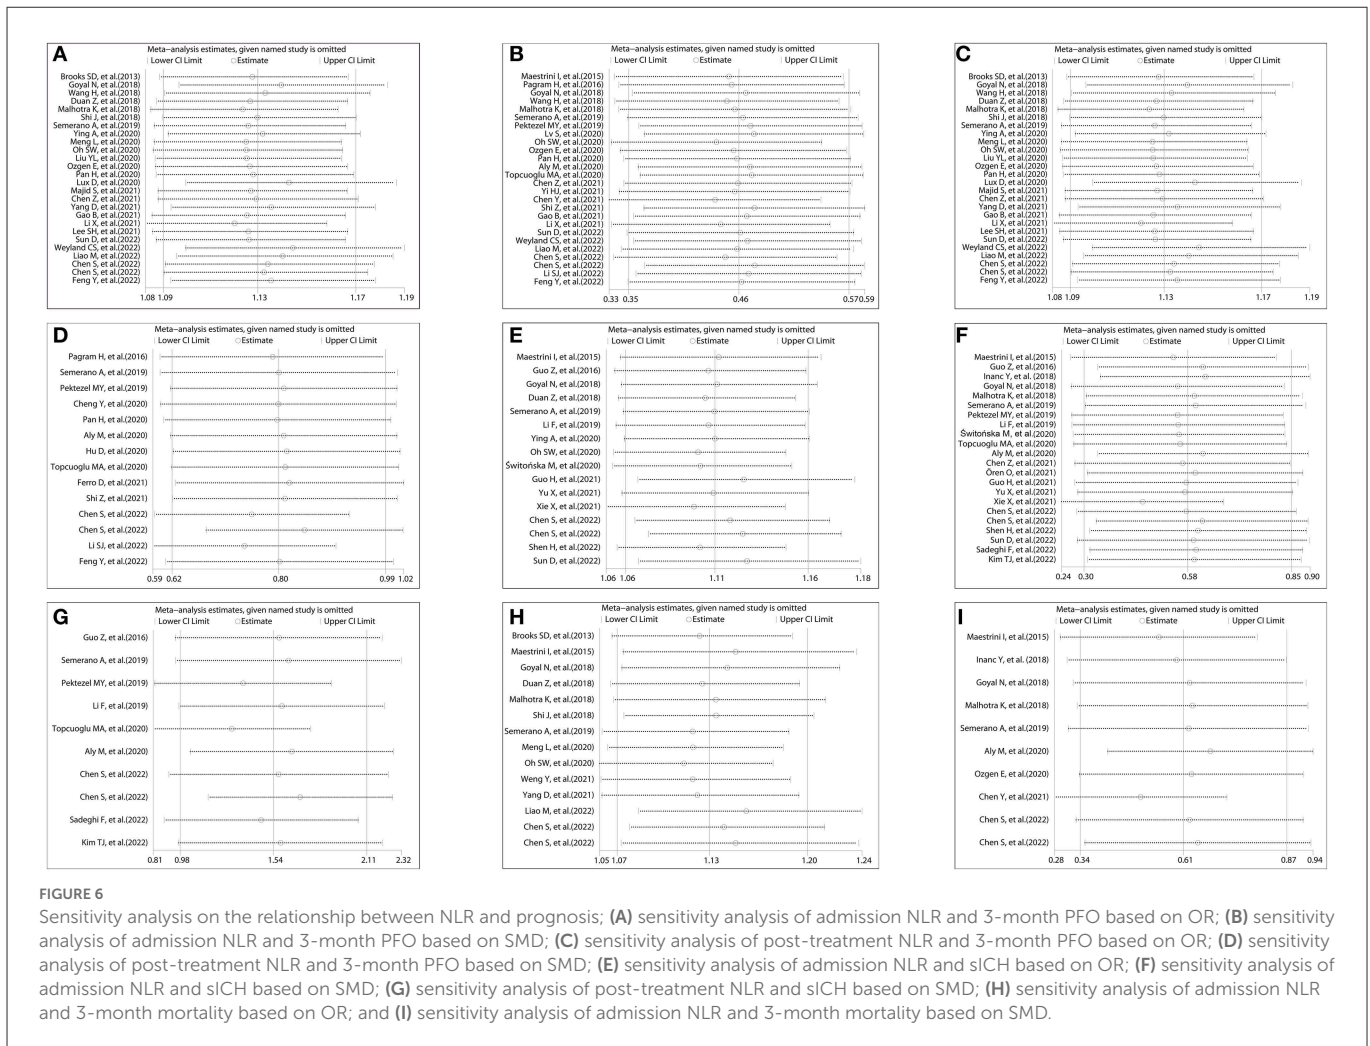 A
Meta−analysis estimates, given named study is omitted
Lower CI Limit Estimate Upper CI Limit
Brooks SD, et al.(2013)
Goyal N, et al.(2018)
Wang H, et al.(2018)
Duan Z, et al.(2018)
Malhotra K, et al.(2018)
Shi J, et al.(2018)
Semerano A, et al.(2019)
Ying A, et al.(2020)
Meng L, et al.(2020)
Oh SW, et al.(2020)
Liu YL, et al.(2020)
Ozgen E, et al.(2020)
Pan H, et al.(2020)
Lux D, et al.(2020)
Majid S, et al.(2021)
Chen Z, et al.(2021)
Yang D, et al.(2021)
Gao B, et al.(2021)
Li X, et al.(2021)
Lee SH, et al.(2021)
Sun D, et al.(2022)
Weyland CS, et al.(2022)
Liao M, et al.(2022)
Chen S, et al.(2022)
Chen S, et al.(2022)
Feng Y, et al.(2022)
1.08 1.09 1.13 1.17 1.19
B
Meta−analysis estimates, given named study is omitted
Lower CI Limit Estimate Upper CI Limit
Maestrini I, et al.(2015)
Pagram H, et al.(2016)
Goyal N, et al.(2018)
Wang H, et al.(2018)
Malhotra K, et al.(2018)
Semerano A, et al.(2019)
Pektezel MY, et al.(2019)
Lv S, et al.(2020)
Oh SW, et al.(2020)
Ozgen E, et al.(2020)
Pan H, et al.(2020)
Aly M, et al.(2020)
Topcuoglu MA, et al.(2020)
Chen Z, et al.(2021)
Yi HJ, et al.(2021)
Chen Y, et al.(2021)
Shi Z, et al.(2021)
Gao B, et al.(2021)
Li X, et al.(2021)
Sun D, et al.(2022)
Weyland CS, et al.(2022)
Liao M, et al.(2022)
Chen S, et al.(2022)
Chen S, et al.(2022)
Li SJ, et al.(2022)
Feng Y, et al.(2022)
0.33 0.35 0.46 0.57 0.59
C
Meta−analysis estimates, given named study is omitted
Lower CI Limit Estimate Upper CI Limit
Brooks SD, et al.(2013)
Goyal N, et al.(2018)
Wang H, et al.(2018)
Duan Z, et al.(2018)
Malhotra K, et al.(2018)
Shi J, et al.(2018)
Semerano A, et al.(2019)
Ying A, et al.(2020)
Meng L, et al.(2020)
Oh SW, et al.(2020)
Liu YL, et al.(2020)
Ozgen E, et al.(2020)
Pan H, et al.(2020)
Lux D, et al.(2020)
Majid S, et al.(2021)
Chen Z, et al.(2021)
Yang D, et al.(2021)
Gao B, et al.(2021)
Li X, et al.(2021)
Lee SH, et al.(2021)
Sun D, et al.(2022)
Weyland CS, et al.(2022)
Liao M, et al.(2022)
Chen S, et al.(2022)
Chen S, et al.(2022)
Feng Y, et al.(2022)
1.08 1.09 1.13 1.17 1.19
D
Meta−analysis estimates, given named study is omitted
Lower CI Limit Estimate Upper CI Limit
Pagram H, et al.(2016)
Semerano A, et al.(2019)
Pektezel MY, et al.(2019)
Cheng Y, et al.(2020)
Pan H, et al.(2020)
Aly M, et al.(2020)
Hu D, et al.(2020)
Topcuoglu MA, et al.(2020)
Ferro D, et al.(2021)
Shi Z, et al.(2021)
Chen S, et al.(2022)
Chen S, et al.(2022)
Li SJ, et al.(2022)
Feng Y, et al.(2022)
0.59 0.62 0.80 0.99 1.02
E
Meta−analysis estimates, given named study is omitted
Lower CI Limit Estimate Upper CI Limit
Maestrini I, et al.(2015)
Guo Z, et al.(2016)
Goyal N, et al.(2018)
Duan Z, et al.(2018)
Semerano A, et al.(2019)
Li F, et al.(2019)
Ying A, et al.(2020)
Oh SW, et al.(2020)
Świtońska M, et al.(2020)
Guo H, et al.(2021)
Yu X, et al.(2021)
Xie X, et al.(2021)
Chen S, et al.(2022)
Chen S, et al.(2022)
Shen H, et al.(2022)
Sun D, et al.(2022)
1.06 1.06 1.11 1.16 1.18
F
Meta−analysis estimates, given named study is omitted
Lower CI Limit Estimate Upper CI Limit
Maestrini I, et al.(2015)
Guo Z, et al.(2016)
Inanc Y, et al. (2018)
Goyal N, et al.(2018)
Malhotra K, et al.(2018)
Semerano A, et al.(2019)
Pektezel MY, et al.(2019)
Li F, et al.(2019)
Świtońska M, et al.(2020)
Topcuoglu MA, et al.(2020)
Aly M, et al.(2020)
Chen Z, et al.(2021)
Ören O, et al.(2021)
Guo H, et al.(2021)
Yu X, et al.(2021)
Xie X, et al.(2021)
Chen S, et al.(2022)
Chen S, et al.(2022)
Shen H, et al.(2022)
Sun D, et al.(2022)
Sadeghi F, et al.(2022)
Kim TJ, et al.(2022)
0.24 0.30 0.58 0.85 0.90
G
Meta−analysis estimates, given named study is omitted
Lower CI Limit Estimate Upper CI Limit
Guo Z, et al.(2016)
Semerano A, et al.(2019)
Pektezel MY, et al.(2019)
Li F, et al.(2019)
Topcuoglu MA, et al.(2020)
Aly M, et al.(2020)
Chen S, et al.(2022)
Chen S, et al.(2022)
Sadeghi F, et al.(2022)
Kim TJ, et al.(2022)
0.81 0.98 1.54 2.11 2.32
H
Meta−analysis estimates, given named study is omitted
Lower CI Limit Estimate Upper CI Limit
Brooks SD, et al.(2013)
Maestrini I, et al.(2015)
Goyal N, et al.(2018)
Duan Z, et al.(2018)
Malhotra K, et al.(2018)
Shi J, et al.(2018)
Semerano A, et al.(2019)
Meng L, et al.(2020)
Oh SW, et al.(2020)
Weng Y, et al.(2021)
Yang D, et al.(2021)
Liao M, et al.(2022)
Chen S, et al.(2022)
Chen S, et al.(2022)
1.05 1.07 1.13 1.20 1.24
I
Meta−analysis estimates, given named study is omitted
Lower CI Limit Estimate Upper CI Limit
Maestrini I, et al.(2015)
Inanc Y, et al. (2018)
Goyal N, et al.(2018)
Malhotra K, et al.(2018)
Semerano A, et al.(2019)
Aly M, et al.(2020)
Ozgen E, et al.(2020)
Chen Y, et al.(2021)
Chen S, et al.(2022)
Chen S, et al.(2022)
0.28 0.34 0.61 0.87 0.94
FIGURE 6
Sensitivity analysis on the relationship between NLR and prognosis; (A) sensitivity analysis of admission NLR and 3-month PFO based on OR; (B) sensitivity
analysis of admission NLR and 3-month PFO based on SMD; (C) sensitivity analysis of post-treatment NLR and 3-month PFO based on OR; (D) sensitivity
analysis of post-treatment NLR and 3-month PFO based on SMD; (E) sensitivity analysis of admission NLR and sICH based on OR; (F) sensitivity analysis of
admission NLR and sICH based on SMD; (G) sensitivity analysis of post-treatment NLR and sICH based on SMD; (H) sensitivity analysis of admission NLR
and 3-month mortality based on OR; and (I) sensitivity analysis of admission NLR and 3-month mortality based on SMD.